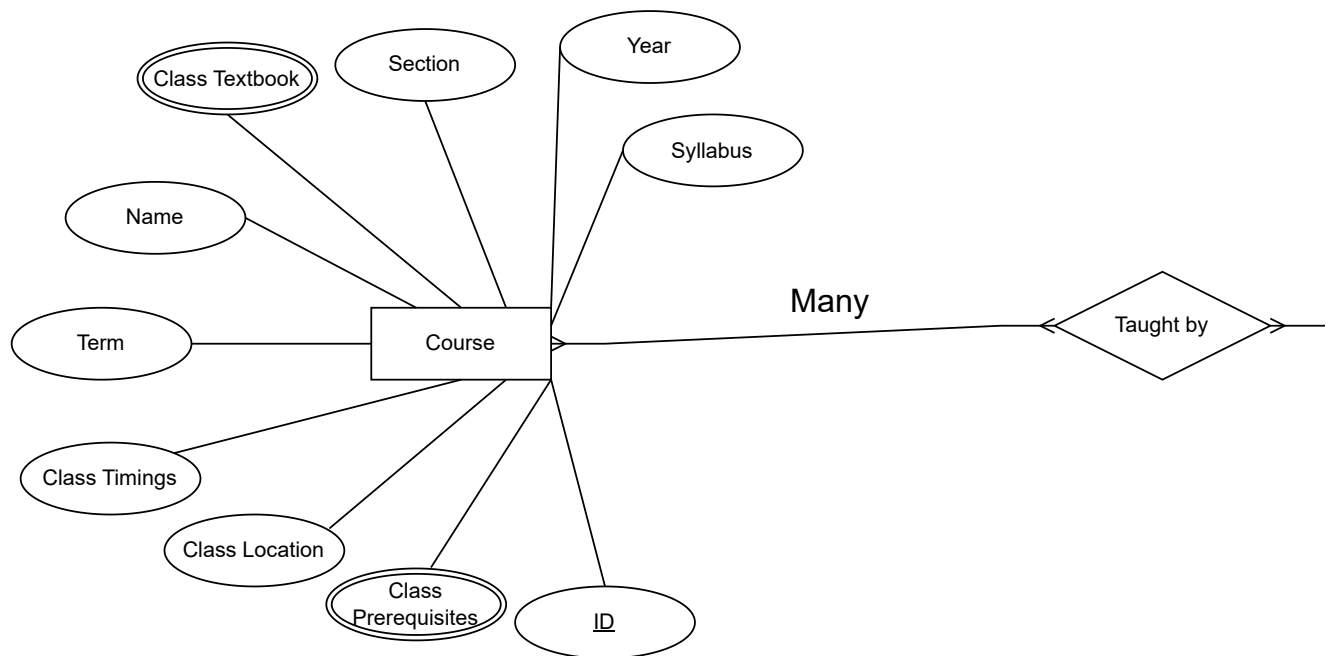 Year
Section
Class Textbook
Syllabus
Name
Many
Taught by
Term
Course
Class Timings
Class Location
Class
Prerequisites
ID